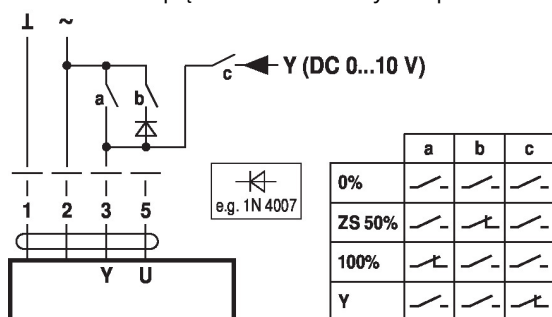 ⊥ ~
a b c Y (DC 0...10 V)
1 2 3 5
Y U
e.g. 1N 4007
a b c
0%
ZS 50%
100%
Y